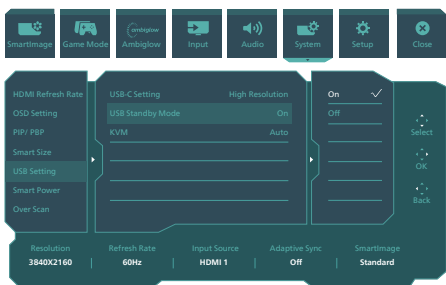 SmartImage Game Mode Ambiglow Input Audio System Setup Close
ambiglow
HDMI Refresh Rate
OSD Setting
PIP/ PBP
Smart Size
USB Setting
Smart Power
Over Scan
USB-C Setting High Resolution
USB Standby Mode On
KVM Auto
On
Off
Select
OK
Back
Resolution Refresh Rate Input Source Adaptive Sync SmartImage
3840X2160 60Hz HDMI 1 Off Standard